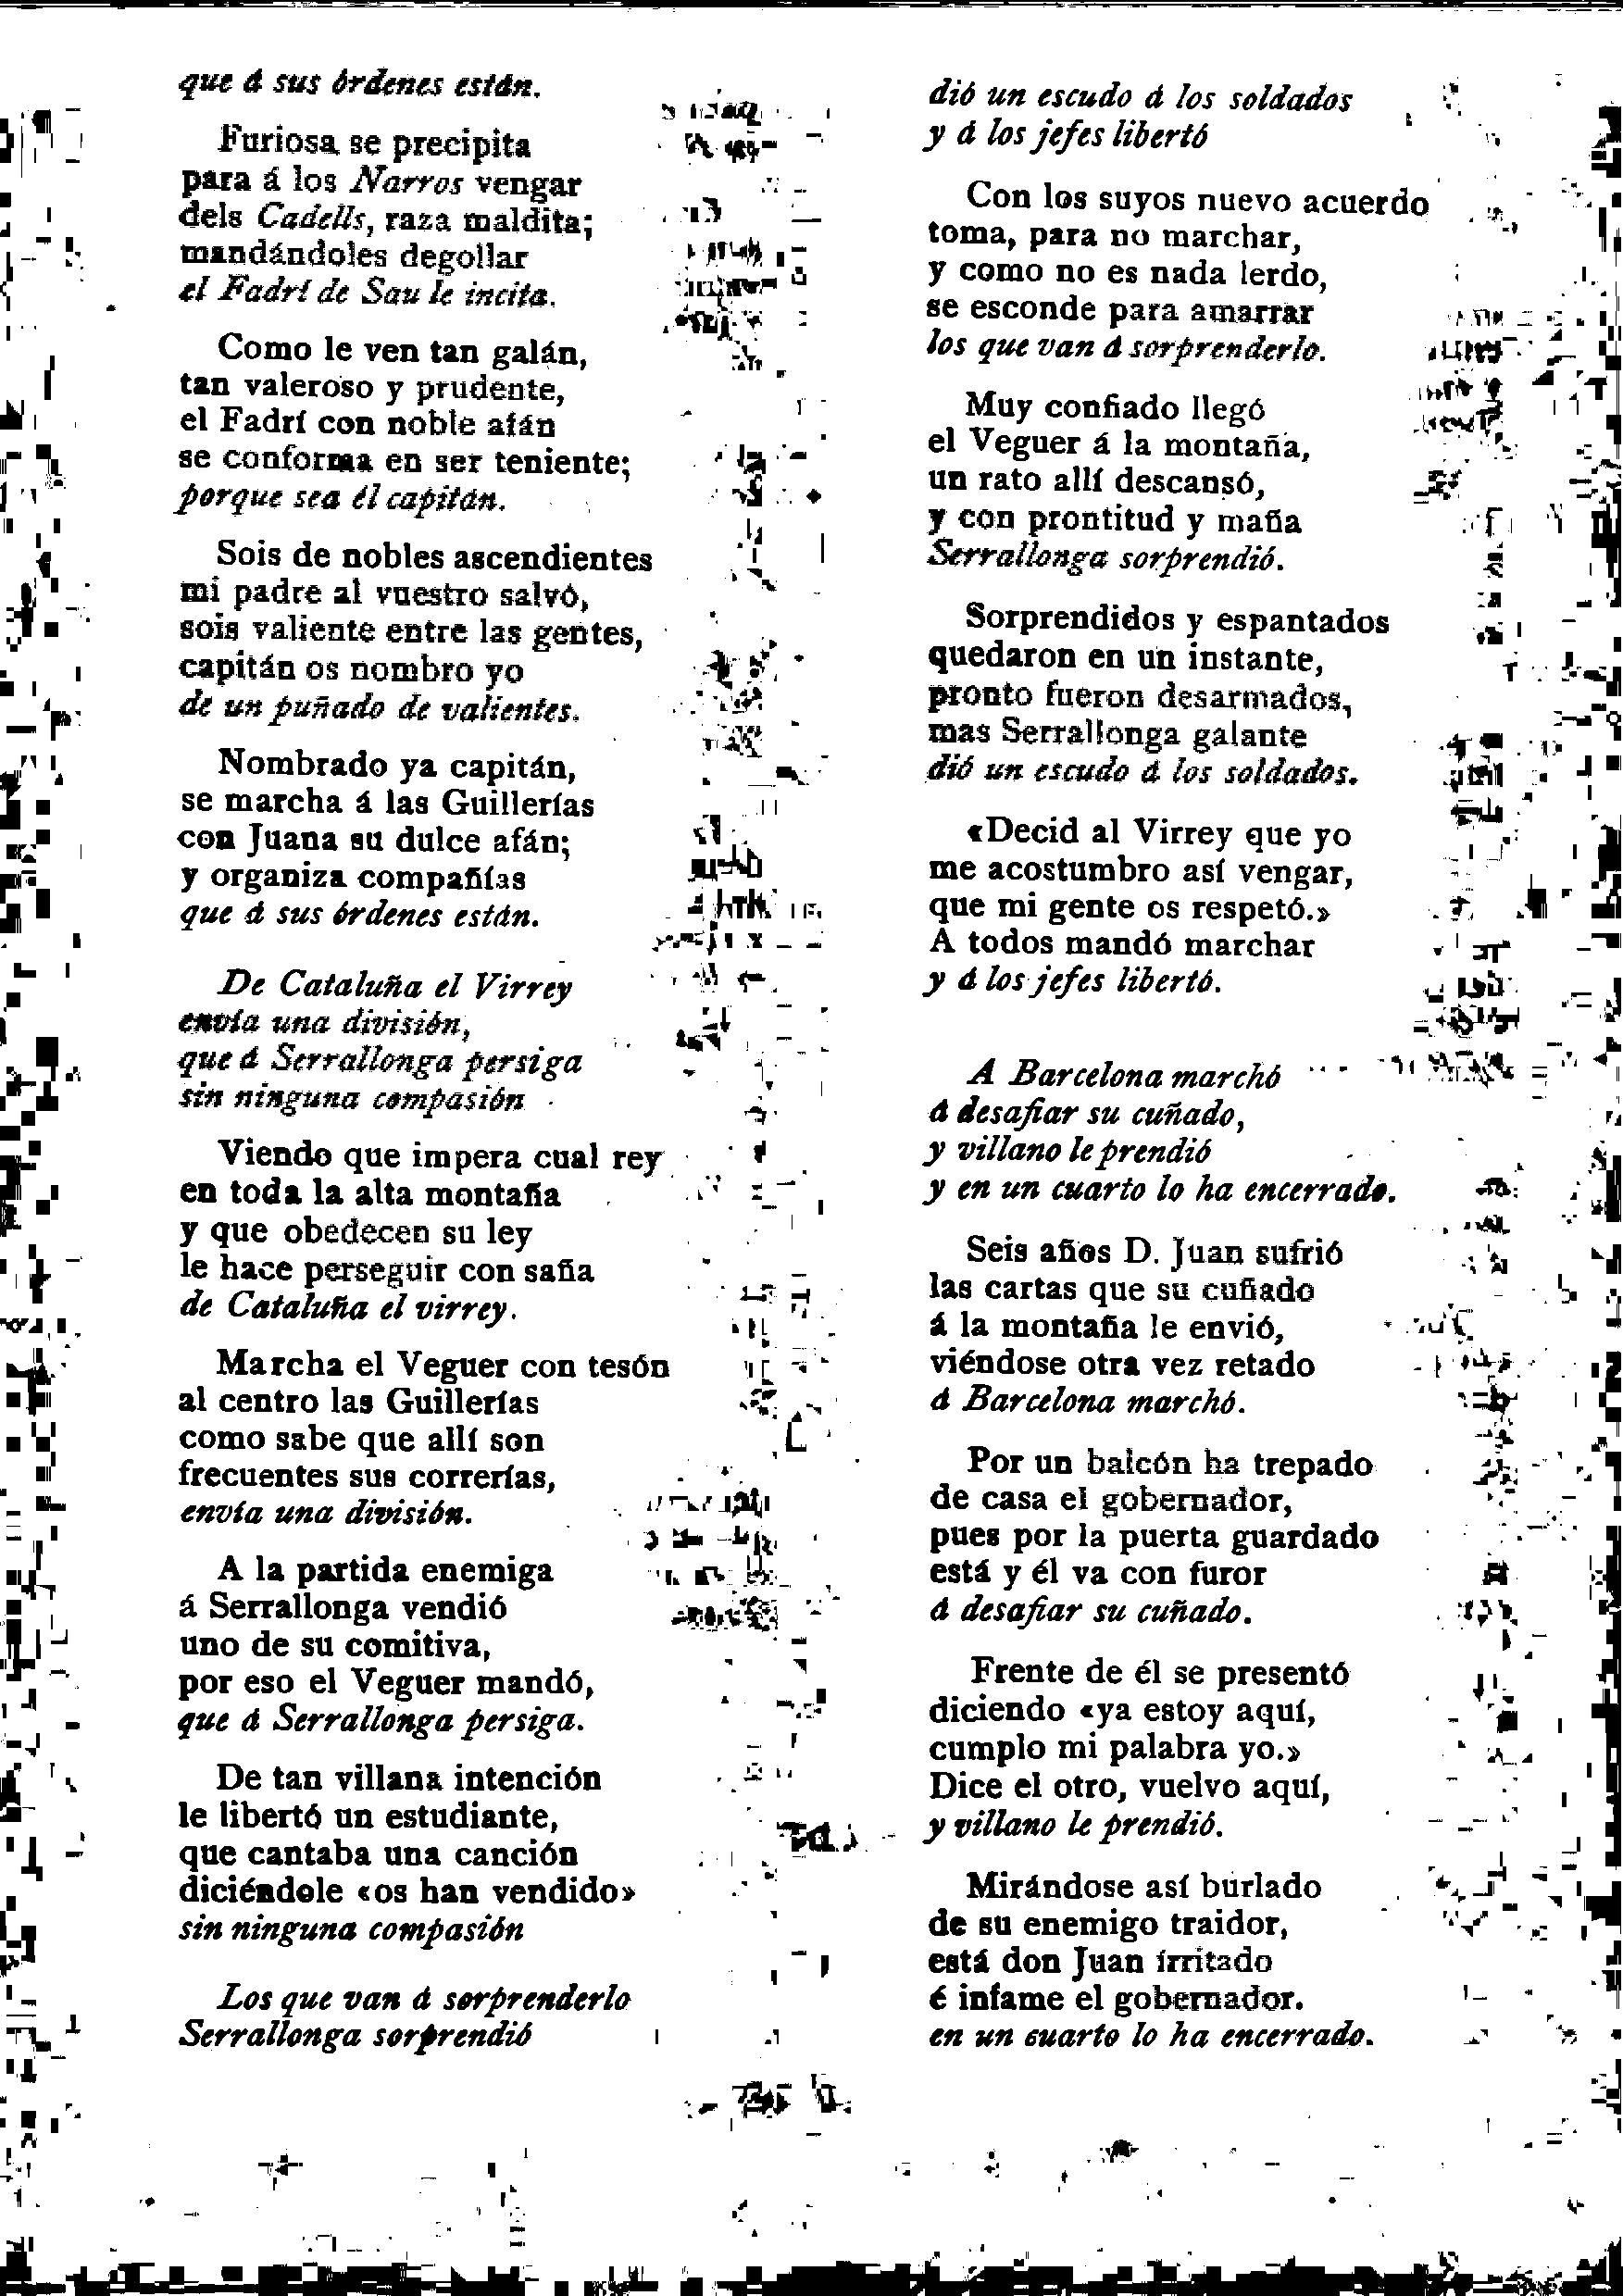 que á sus órdenes están.
Furiosa se precipita
para á los Narros vengar
dels Cadells, raza maldita;
mandándoles degollar
el Fadrí de Sau le incita.
Como le ven tan galán,
tan valeroso y prudente,
el Fadrí con noble afán
se conforma en ser teniente;
porque sea él capitán.
Sois de nobles ascendientes
mi padre al vuestro salvó,
sois valiente entre las gentes,
capitán os nombro yo
de un puñado de valientes.
Nombrado ya capitán,
se marcha á las Guillerías
con Juana su dulce afán;
y organiza compañías
que á sus órdenes están.
De Cataluña el Virrey
envía una división,
que á Serrallonga persiga
sin ninguna compasión
Viendo que impera cual rey
en toda la alta montaña
y que obedecen su ley
le hace perseguir con saña
de Cataluña el virrey.
Marcha el Veguer con tesón
al centro las Guillerías
como sabe que allí son
frecuentes sus correrías,
envía una división.
A la partida enemiga
á Serrallonga vendió
uno de su comitiva,
por eso el Veguer mandó,
que á Serrallonga persiga.
De tan villana intención
le libertó un estudiante,
que cantaba una canción
diciéndole «os han vendido»
sin ninguna compasión
Los que van á sorprenderlo
Serrallonga sorprendió
dió un escudo á los soldados
y á los jefes libertó
Con los suyos nuevo acuerdo
toma, para no marchar,
y como no es nada lerdo,
se esconde para amarrar
los que van á sorprenderlo.
Muy confiado llegó
el Veguer á la montaña,
un rato allí descansó,
y con prontitud y maña
Serrallonga sorprendió.
Sorprendidos y espantados
quedaron en un instante,
pronto fueron desarmados,
mas Serrallonga galante
dió un escudo á los soldados.
«Decid al Virrey que yo
me acostumbro así vengar,
que mi gente os respetó.»
A todos mandó marchar
y á los jefes libertó.
A Barcelona marchó
á desafiar su cuñado,
y villano le prendió
y en un cuarto lo ha encerrado.
Seis años D. Juan sufrió
las cartas que su cuñado
á la montaña le envió,
viéndose otra vez retado
á Barcelona marchó.
Por un balcón ha trepado
de casa el gobernador,
pues por la puerta guardado
está y él va con furor
á desafiar su cuñado.
Frente de él se presentó
diciendo «ya estoy aquí,
cumplo mi palabra yo.»
Dice el otro, vuelvo aquí,
y villano le prendió.
Mirándose así burlado
de su enemigo traidor,
está don Juan írritado
é infame el gobernador.
en un cuarto lo ha encerrado.